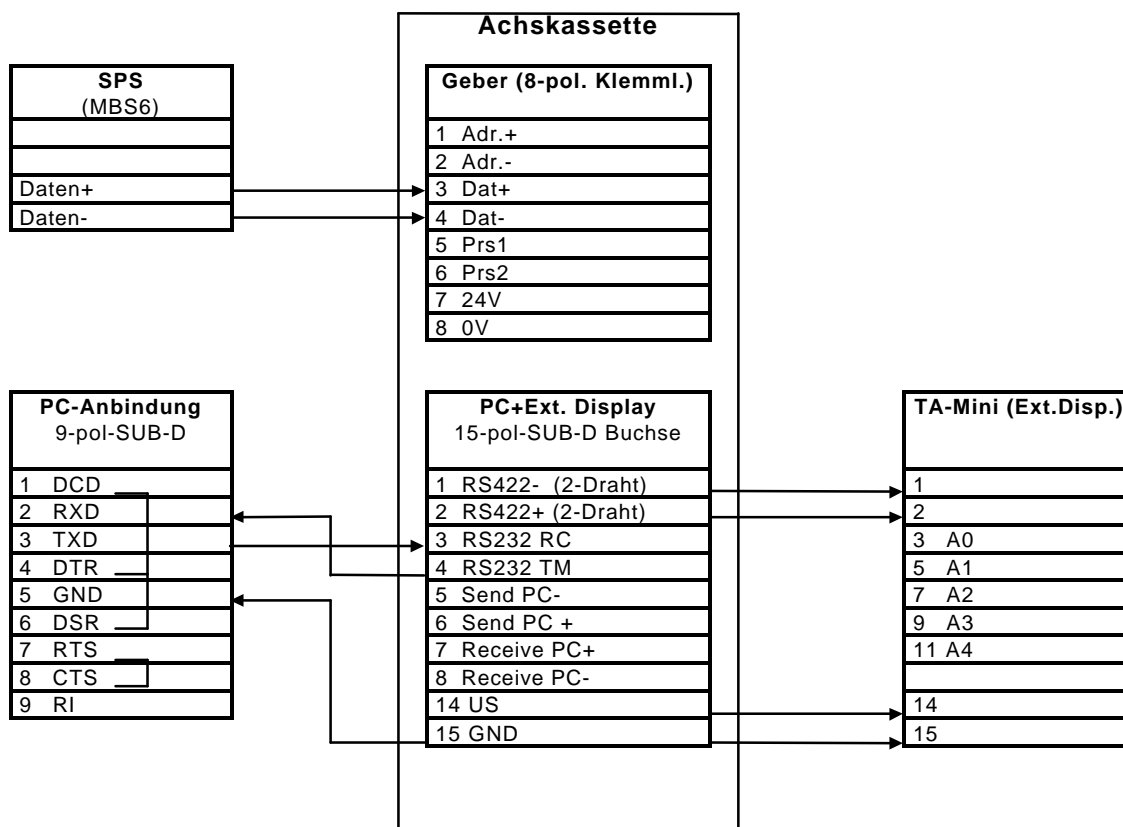 Achskassette
SPS
(MBS6)
Daten+
Daten-
Geber (8-pol. Klemml.)
1 Adr.+
2 Adr.-
3 Dat+
4 Dat-
5 Prs1
6 Prs2
7 24V
8 0V
PC-Anbindung
9-pol-SUB-D
1 DCD
2 RXD
3 TXD
4 DTR
5 GND
6 DSR
7 RTS
8 CTS
9 RI
PC+Ext. Display
15-pol-SUB-D Buchse
1 RS422- (2-Draht)
2 RS422+ (2-Draht)
3 RS232 RC
4 RS232 TM
5 Send PC-
6 Send PC +
7 Receive PC+
8 Receive PC-
14 US
15 GND
TA-Mini (Ext.Disp.)
1
2
3 A0
5 A1
7 A2
9 A3
11 A4
14
15